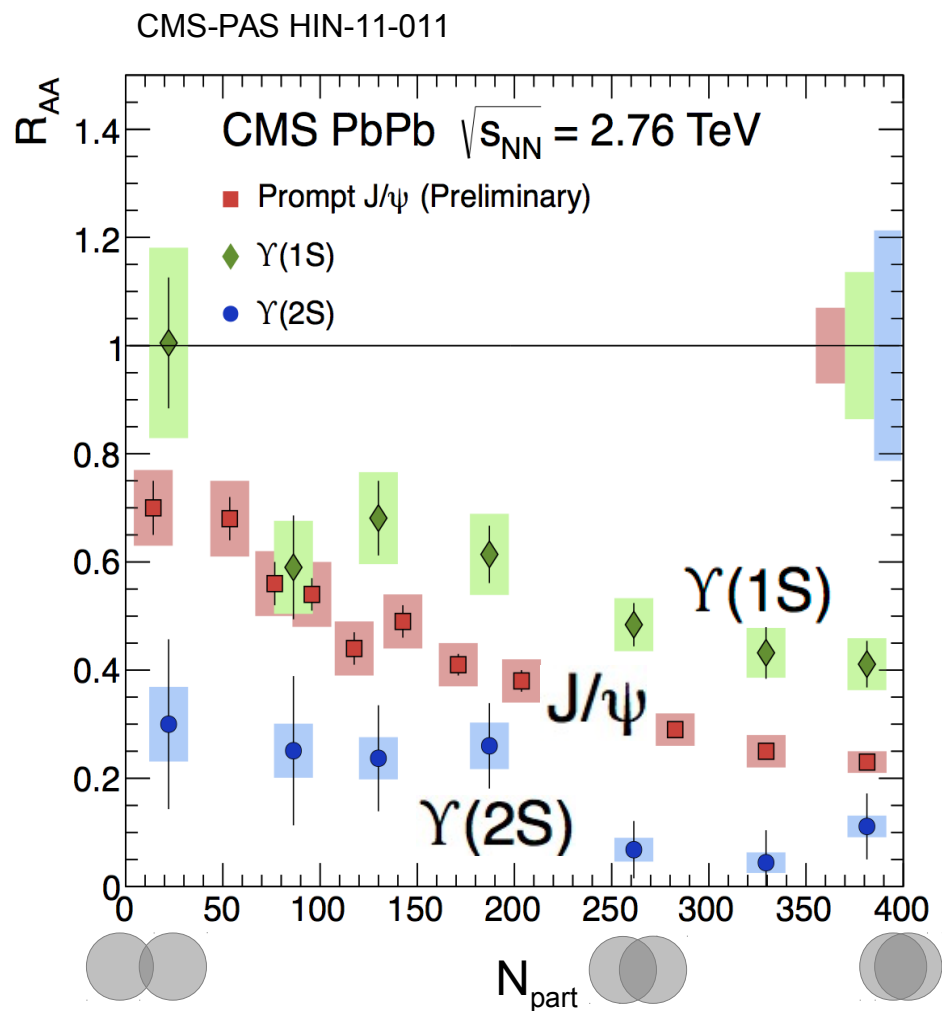 CMS-PAS HIN-11-011
R_AA
CMS PbPb √s_NN = 2.76 TeV
Prompt J/ψ (Preliminary)
ϒ(1S)
ϒ(2S)
1.4
1.2
1
0.8
0.6
0.4
0.2
0
ϒ(1S)
J/ψ
ϒ(2S)
0 50 100 150 200 250 300 350 400
N_part